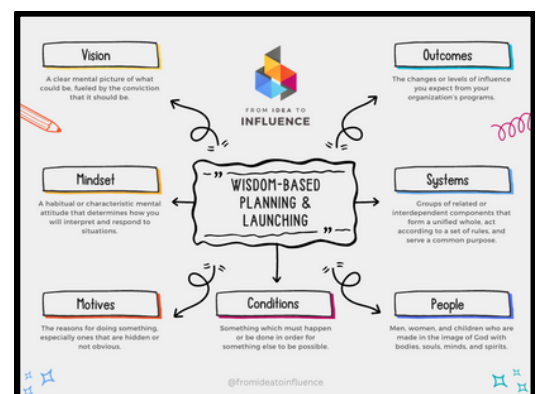 Vision
A clear mental picture of what
could be, fueled by the conviction
that it should be.
FROM IDEA TO
INFLUENCE
Outcomes
The changes or levels of influence
you expect from your
organization's programs.
Mindset
A habitual or characteristic mental
attitude that determines how you
will interpret and respond to
situations.
WISDOM-BASED
PLANNING &
LAUNCHING
Systems
Groups of related or
interdependent components that
form a unified whole, act
according to a set of rules, and
serve a common purpose.
Motives
The reasons for doing something,
especially ones that are hidden or
not obvious.
Conditions
Something which must happen
or be done in order for
something else to be possible.
People
Men, women, and children who are
made in the image of God with
bodies, souls, minds, and spirits.
@fromideatoinfluence